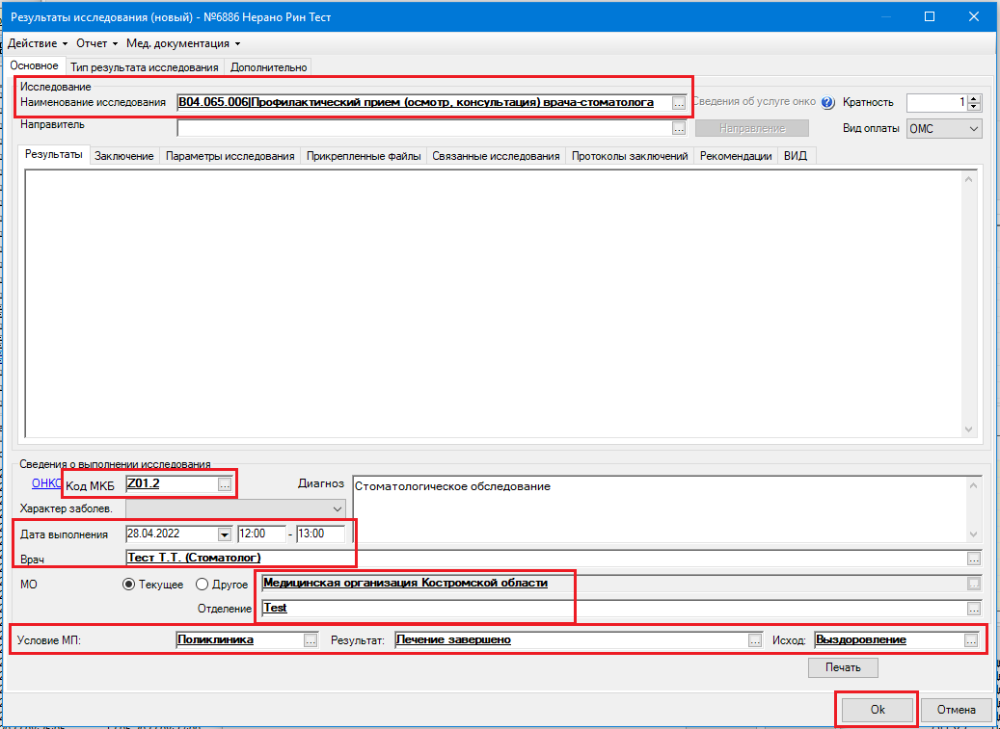 Результаты исследования (новый) - №6886 Нерано Рин Тест
Действие Отчет Мед. документация
Основное Тип результата исследования Дополнительно
Исследование
Наименование исследования B04.065.006|Профилактический прием (осмотр, консультация) врача-стоматолога ... Сведения об услуге онко ? Кратность 1
Направитель ... Направление Вид оплаты ОМС
Результаты Заключение Параметры исследования Прикрепленные файлы Связанные исследования Протоколы заключений Рекомендации ВИД
Сведения о выполнении исследования
ОНКО Код МКБ Z01.2 ... Диагноз Стоматологическое обследование
Характер заболев.
Дата выполнения 28.04.2022 12:00 - 13:00
Врач Тест Т.Т. (Стоматолог) ...
МО Текущее Другое Медицинская организация Костромской области ...
Отделение Test ...
Условие МП: Поликлиника ... Результат: Лечение завершено ... Исход: Выздоровление ...
Печать
Ok Отмена